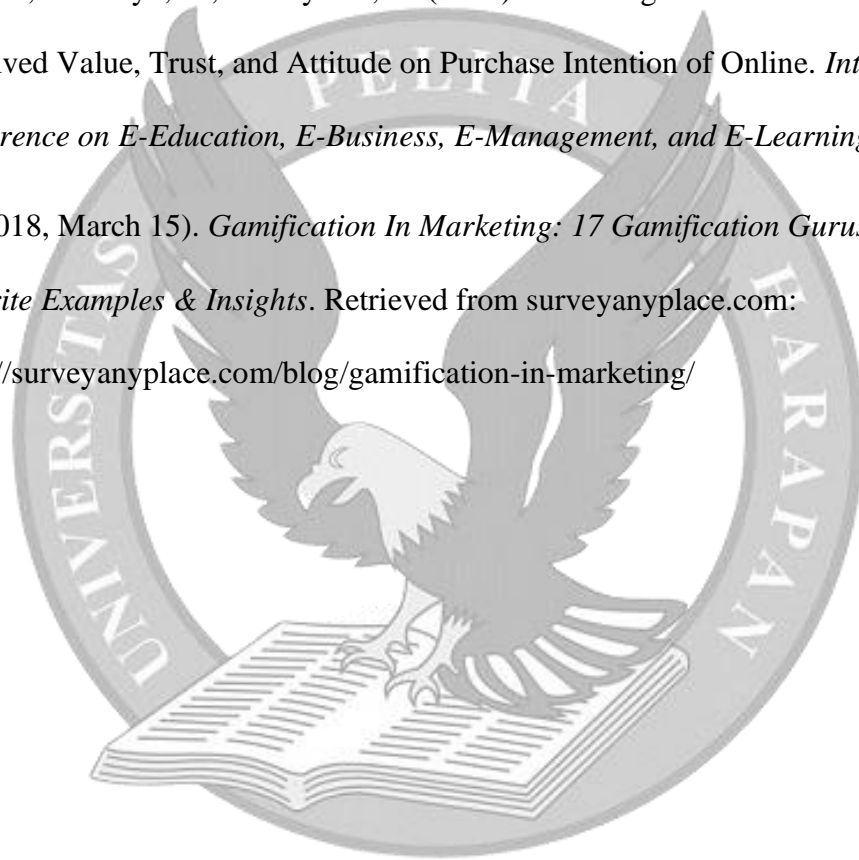 ved Value, Trust, and Attitude on Purchase Intention of Online. Int
rence on E-Education, E-Business, E-Management, and E-Learning
018, March 15). Gamification In Marketing: 17 Gamification Gurus
rite Examples & Insights. Retrieved from surveyanyplace.com:
//surveyanyplace.com/blog/gamification-in-marketing/
UNIVERSITAS
PELITA
HARAPAN